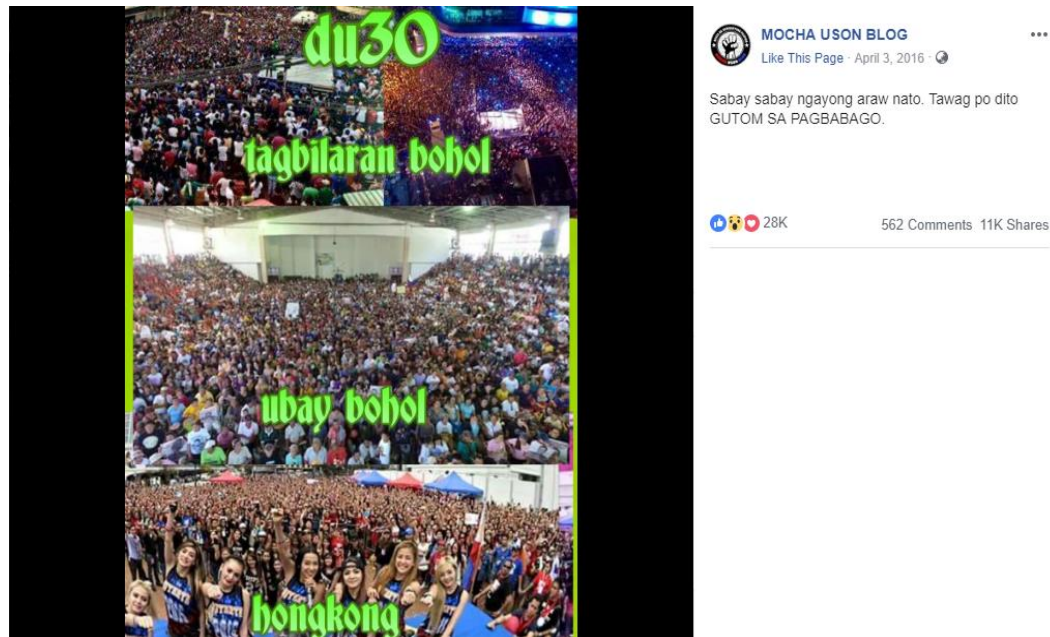 du30
tagbilaran bohol
ubay bohol
hongkong
MOCHA USON BLOG
Like This Page · April 3, 2016 ·
Sabay sabay ngayong araw nato. Tawag po dito
GUTOM SA PAGBABAGO.
28K
562 Comments 11K Shares